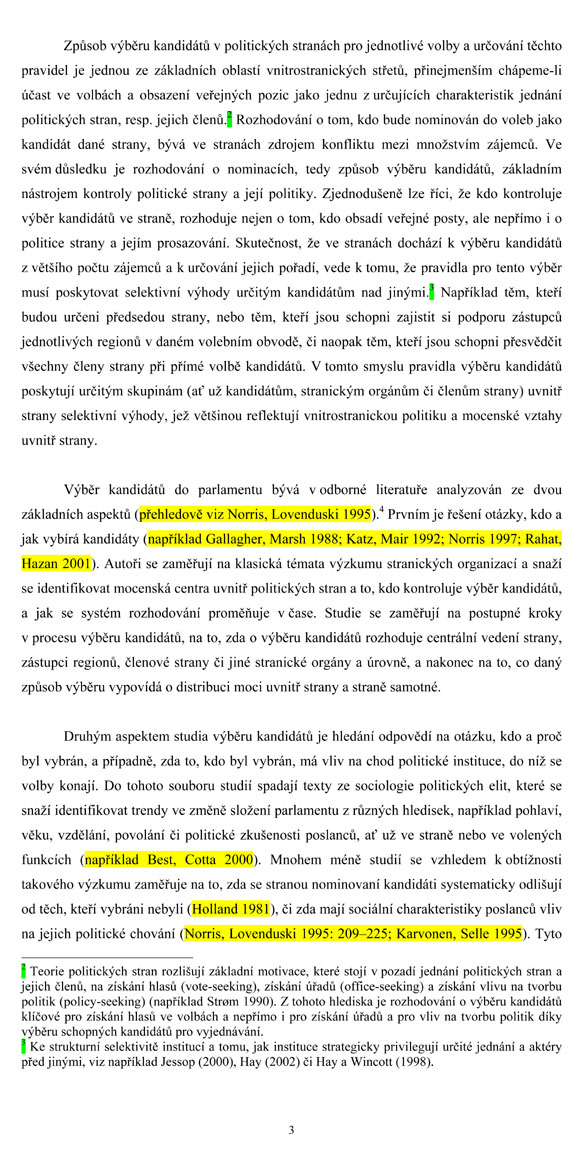 Způsob výběru kandidátů v politických stranách pro jednotlivé volby a určování těchto
pravidel je jednou ze základních oblastí vnitrostranických střetů, přinejmenším chápeme-li
účast ve volbách a obsazení veřejných pozic jako jednu z určujících charakteristik jednání
politických stran, resp. jejich členů.2 Rozhodování o tom, kdo bude nominován do voleb jako
kandidát dané strany, bývá ve stranách zdrojem konfliktu mezi množstvím zájemců. Ve
svém důsledku je rozhodování o nominacích, tedy způsob výběru kandidátů, základním
nástrojem kontroly politické strany a její politiky. Zjednodušeně lze říci, že kdo kontroluje
výběr kandidátů ve straně, rozhoduje nejen o tom, kdo obsadí veřejné posty, ale nepřímo i o
politice strany a jejím prosazování. Skutečnost, že ve stranách dochází k výběru kandidátů
z většího počtu zájemců a k určování jejich pořadí, vede k tomu, že pravidla pro tento výběr
musí poskytovat selektivní výhody určitým kandidátům nad jinými.3 Například těm, kteří
budou určeni předsedou strany, nebo těm, kteří jsou schopni zajistit si podporu zástupců
jednotlivých regionů v daném volebním obvodě, či naopak těm, kteří jsou schopni přesvědčit
všechny členy strany při přímé volbě kandidátů. V tomto smyslu pravidla výběru kandidátů
poskytují určitým skupinám (ať už kandidátům, stranickým orgánům či členům strany) uvnitř
strany selektivní výhody, jež většinou reflektují vnitrostranickou politiku a mocenské vztahy
uvnitř strany.
Výběr kandidátů do parlamentu bývá v odborné literatuře analyzován ze dvou
základních aspektů (přehledově viz Norris, Lovenduski 1995).4 Prvním je řešení otázky, kdo a
jak vybírá kandidáty (například Gallagher, Marsh 1988; Katz, Mair 1992; Norris 1997; Rahat,
Hazan 2001). Autoři se zaměřují na klasická témata výzkumu stranických organizací a snaží
se identifikovat mocenská centra uvnitř politických stran a to, kdo kontroluje výběr kandidátů,
a jak se systém rozhodování proměňuje v čase. Studie se zaměřují na postupné kroky
v procesu výběru kandidátů, na to, zda o výběru kandidátů rozhoduje centrální vedení strany,
zástupci regionů, členové strany či jiné stranické orgány a úrovně, a nakonec na to, co daný
způsob výběru vypovídá o distribuci moci uvnitř strany a straně samotné.
Druhým aspektem studia výběru kandidátů je hledání odpovědí na otázku, kdo a proč
byl vybrán, a případně, zda to, kdo byl vybrán, má vliv na chod politické instituce, do níž se
volby konají. Do tohoto souboru studií spadají texty ze sociologie politických elit, které se
snaží identifikovat trendy ve změně složení parlamentu z různých hledisek, například pohlaví,
věku, vzdělání, povolání či politické zkušenosti poslanců, ať už ve straně nebo ve volených
funkcích (například Best, Cotta 2000). Mnohem méně studií se vzhledem k obtížnosti
takového výzkumu zaměřuje na to, zda se stranou nominovaní kandidáti systematicky odlišují
od těch, kteří vybráni nebyli (Holland 1981), či zda mají sociální charakteristiky poslanců vliv
na jejich politické chování (Norris, Lovenduski 1995: 209–225; Karvonen, Selle 1995). Tyto
2 Teorie politických stran rozlišují základní motivace, které stojí v pozadí jednání politických stran a
jejich členů, na získání hlasů (vote-seeking), získání úřadů (office-seeking) a získání vlivu na tvorbu
politik (policy-seeking) (například Strøm 1990). Z tohoto hlediska je rozhodování o výběru kandidátů
klíčové pro získání hlasů ve volbách a nepřímo i pro získání úřadů a pro vliv na tvorbu politik díky
výběru schopných kandidátů pro vyjednávání.
3 Ke strukturní selektivitě institucí a tomu, jak instituce strategicky privilegují určité jednání a aktéry
před jinými, viz například Jessop (2000), Hay (2002) či Hay a Wincott (1998).
3